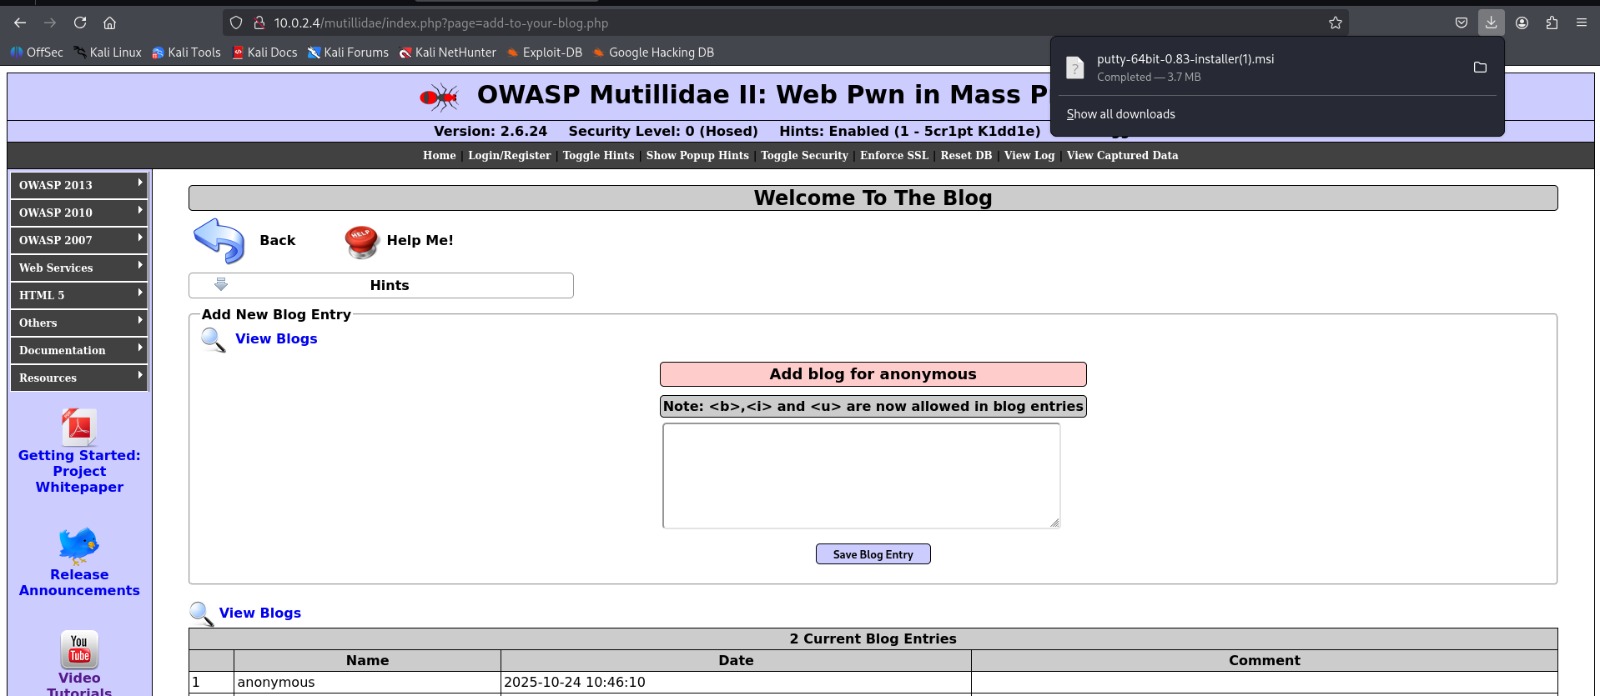 10.0.2.4/mutillidae/index.php?page=add-to-your-blog.php
OffSec Kali Linux Kali Tools Kali Docs Kali Forums Kali NetHunter Exploit-DB Google Hacking DB
putty-64bit-0.83-installer(1).msi
Completed — 3.7 MB
Show all downloads
OWASP Mutillidae II: Web Pwn in Mass P
Version: 2.6.24 Security Level: 0 (Hosed) Hints: Enabled (1 - 5cr1pt K1dd1e)
Home | Login/Register | Toggle Hints | Show Popup Hints | Toggle Security | Enforce SSL | Reset DB | View Log | View Captured Data
OWASP 2013
OWASP 2010
OWASP 2007
Web Services
HTML 5
Others
Documentation
Resources
Getting Started:
Project
Whitepaper
Release
Announcements
You
Tube
Video
Tutorials
Welcome To The Blog
Back
HELP
Help Me!
Hints
Add New Blog Entry
View Blogs
Add blog for anonymous
Note: <b>,<i> and <u> are now allowed in blog entries
Save Blog Entry
View Blogs
2 Current Blog Entries
Name Date Comment
1 anonymous 2025-10-24 10:46:10